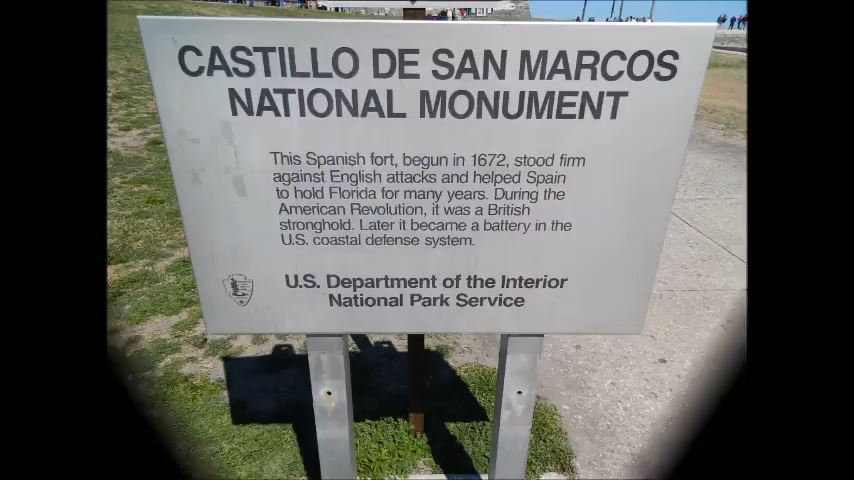 CASTILLO DE SAN MARCOS
NATIONAL MONUMENT
This Spanish fort, begun in 1672, stood firm
against English attacks and helped Spain
to hold Florida for many years. During the
American Revolution, it was a British
stronghold. Later it became a battery in the
U.S. coastal defense system.
U.S. Department of the Interior
National Park Service